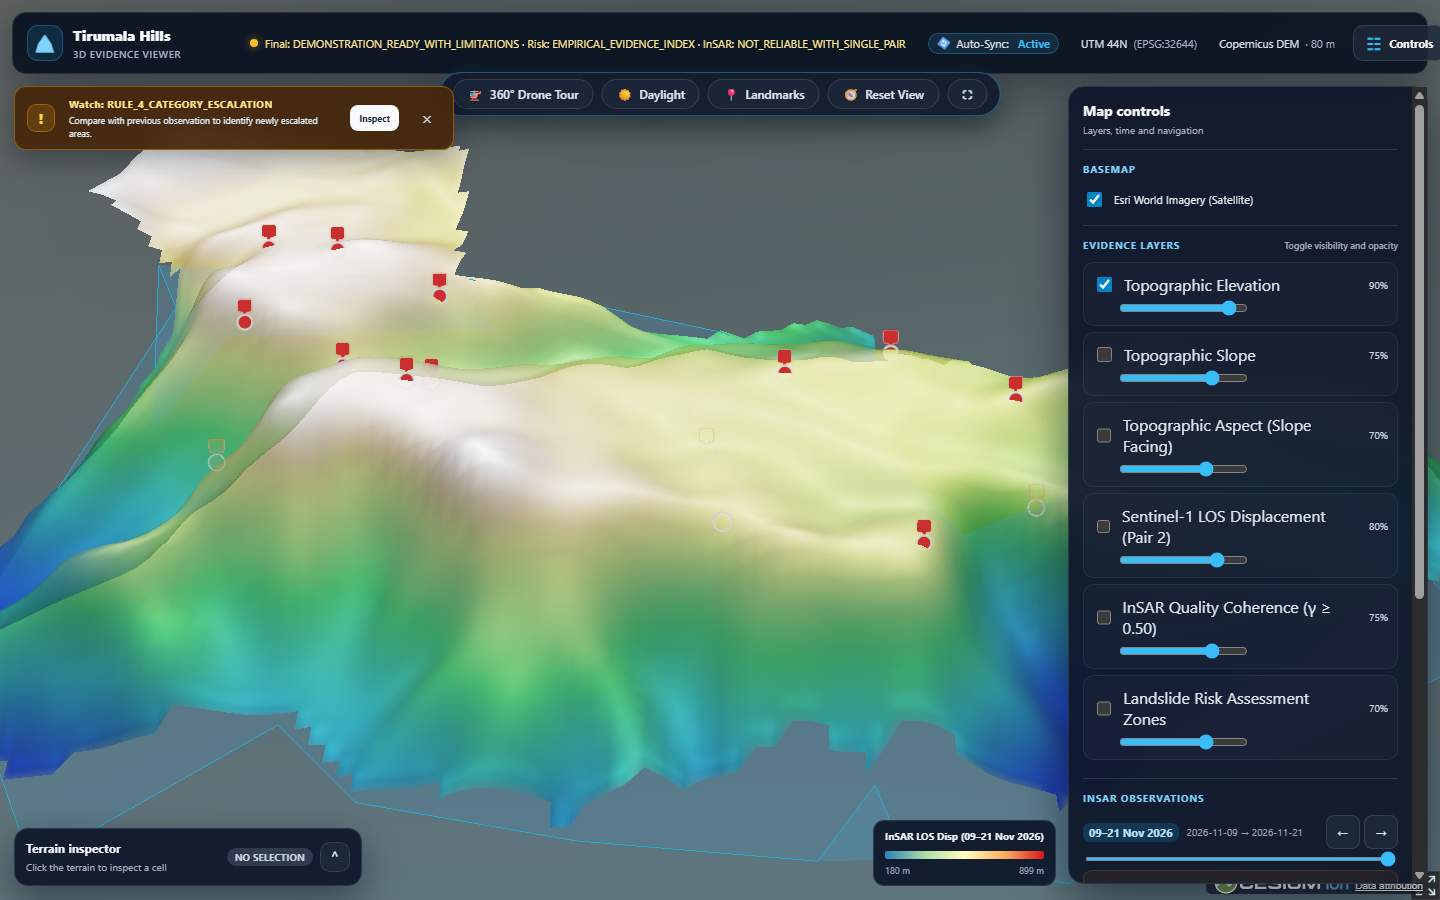 Tirumala Hills
3D EVIDENCE VIEWER
Final: DEMONSTRATION_READY_WITH_LIMITATIONS · Risk: EMPIRICAL_EVIDENCE_INDEX · InSAR: NOT_RELIABLE_WITH_SINGLE_PAIR
Auto-Sync: Active
UTM 44N (EPSG:32644)
Copernicus DEM · 80 m
Controls
Watch: RULE_4_CATEGORY_ESCALATION
Compare with previous observation to identify newly escalated
areas.
Inspect
360° Drone Tour
Daylight
Landmarks
Reset View
Map controls
Layers, time and navigation
BASEMAP
Esri World Imagery (Satellite)
EVIDENCE LAYERS
Toggle visibility and opacity
Topographic Elevation
90%
Topographic Slope
75%
Topographic Aspect (Slope
Facing)
70%
Sentinel-1 LOS Displacement
(Pair 2)
80%
InSAR Quality Coherence (γ ≥
0.50)
75%
Landslide Risk Assessment
Zones
70%
INSAR OBSERVATIONS
09–21 Nov 2026
2026-11-09 → 2026-11-21
← →
Terrain inspector
Click the terrain to inspect a cell
NO SELECTION
InSAR LOS Disp (09–21 Nov 2026)
180 m
899 m
CESIUM ion
Data attribution